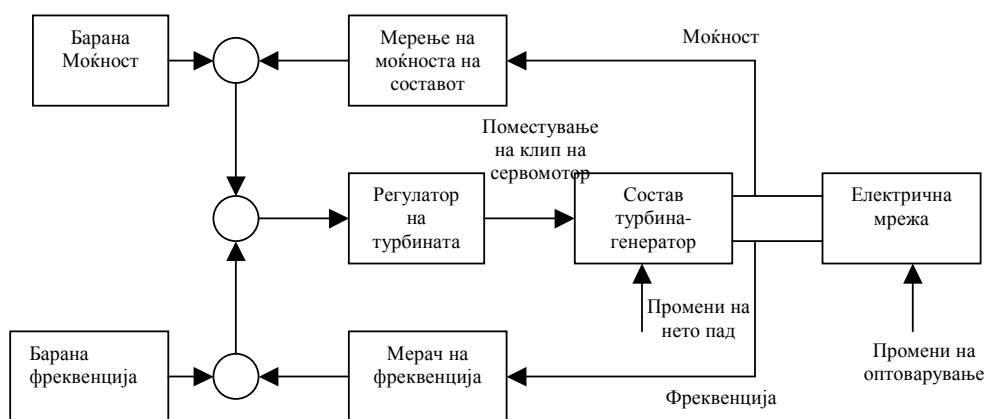 Барана
Моќност
Мерење на
моќноста на
составот
Моќност
Поместување
на клип на
сервомотор
Регулатор
на
турбината
Состав
турбина-
генератор
Електрична
мрежа
Промени на
нето пад
Барана
фреквенција
Мерач на
фреквенција
Фреквенција
Промени на
оптоварување